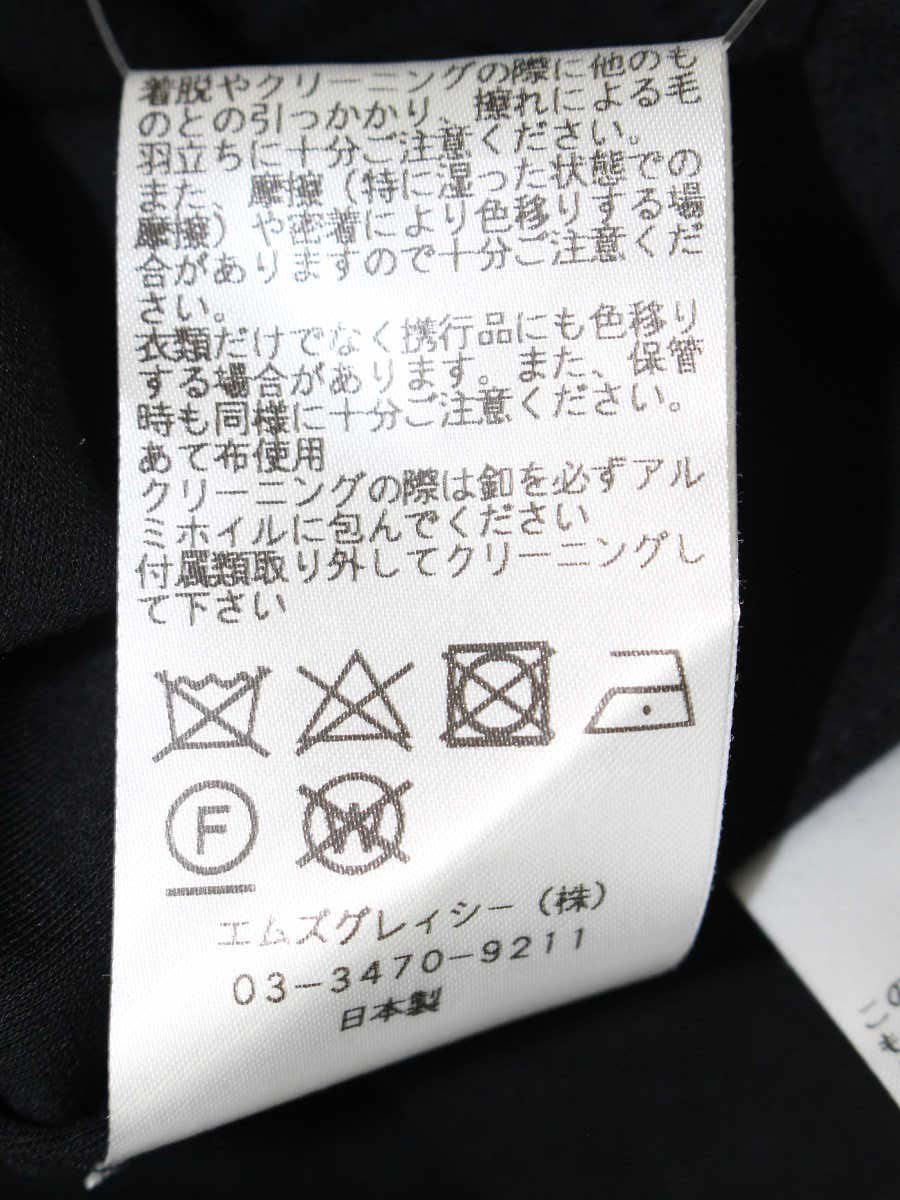 着脱やクリーニングの際に他のも
のとの引っかかり、擦れによる毛
羽立ちに十分ご注意ください。
また、摩擦（特に湿った状態での
摩擦）や密着により色移りする場
合がありますので十分ご注意くだ
さい。
衣類だけでなく携行品にも色移り
する場合があります。また、保管
時も同様に十分ご注意ください。
あて布使用
クリーニングの際は釦を必ずアル
ミホイルに包んでください
付属類取り外してクリーニングし
て下さい
F
W
エムズグレイシー（株）
03-3470-9211
日本製